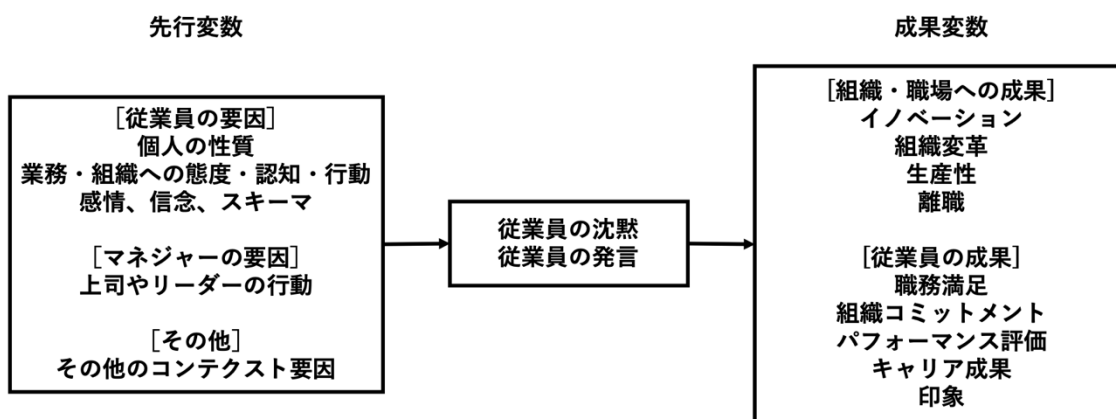 先行変数
[従業員の要因]
個人の性質
業務・組織への態度・認知・行動
感情、信念、スキーマ
[マネジャーの要因]
上司やリーダーの行動
[その他]
その他のコンテクスト要因
従業員の沈黙
従業員の発言
成果変数
[組織・職場への成果]
イノベーション
組織変革
生産性
離職
[従業員の成果]
職務満足
組織コミットメント
パフォーマンス評価
キャリア成果
印象